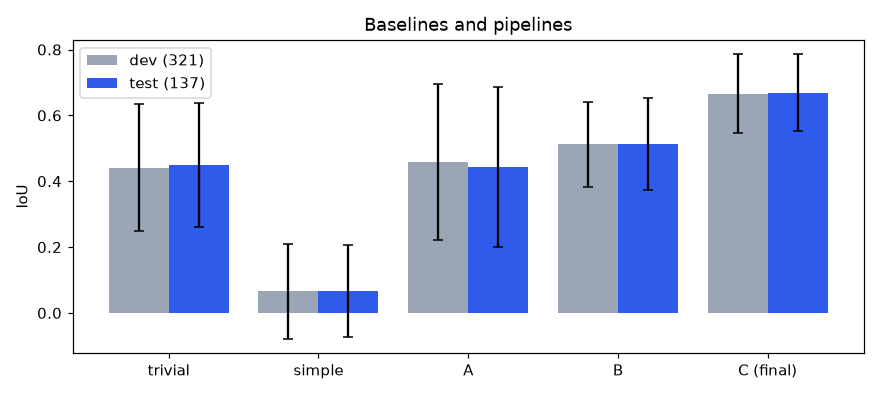 Baselines and pipelines
dev (321)
test (137)
IoU
0.8
0.6
0.4
0.2
0.0
trivial
simple
A
B
C (final)